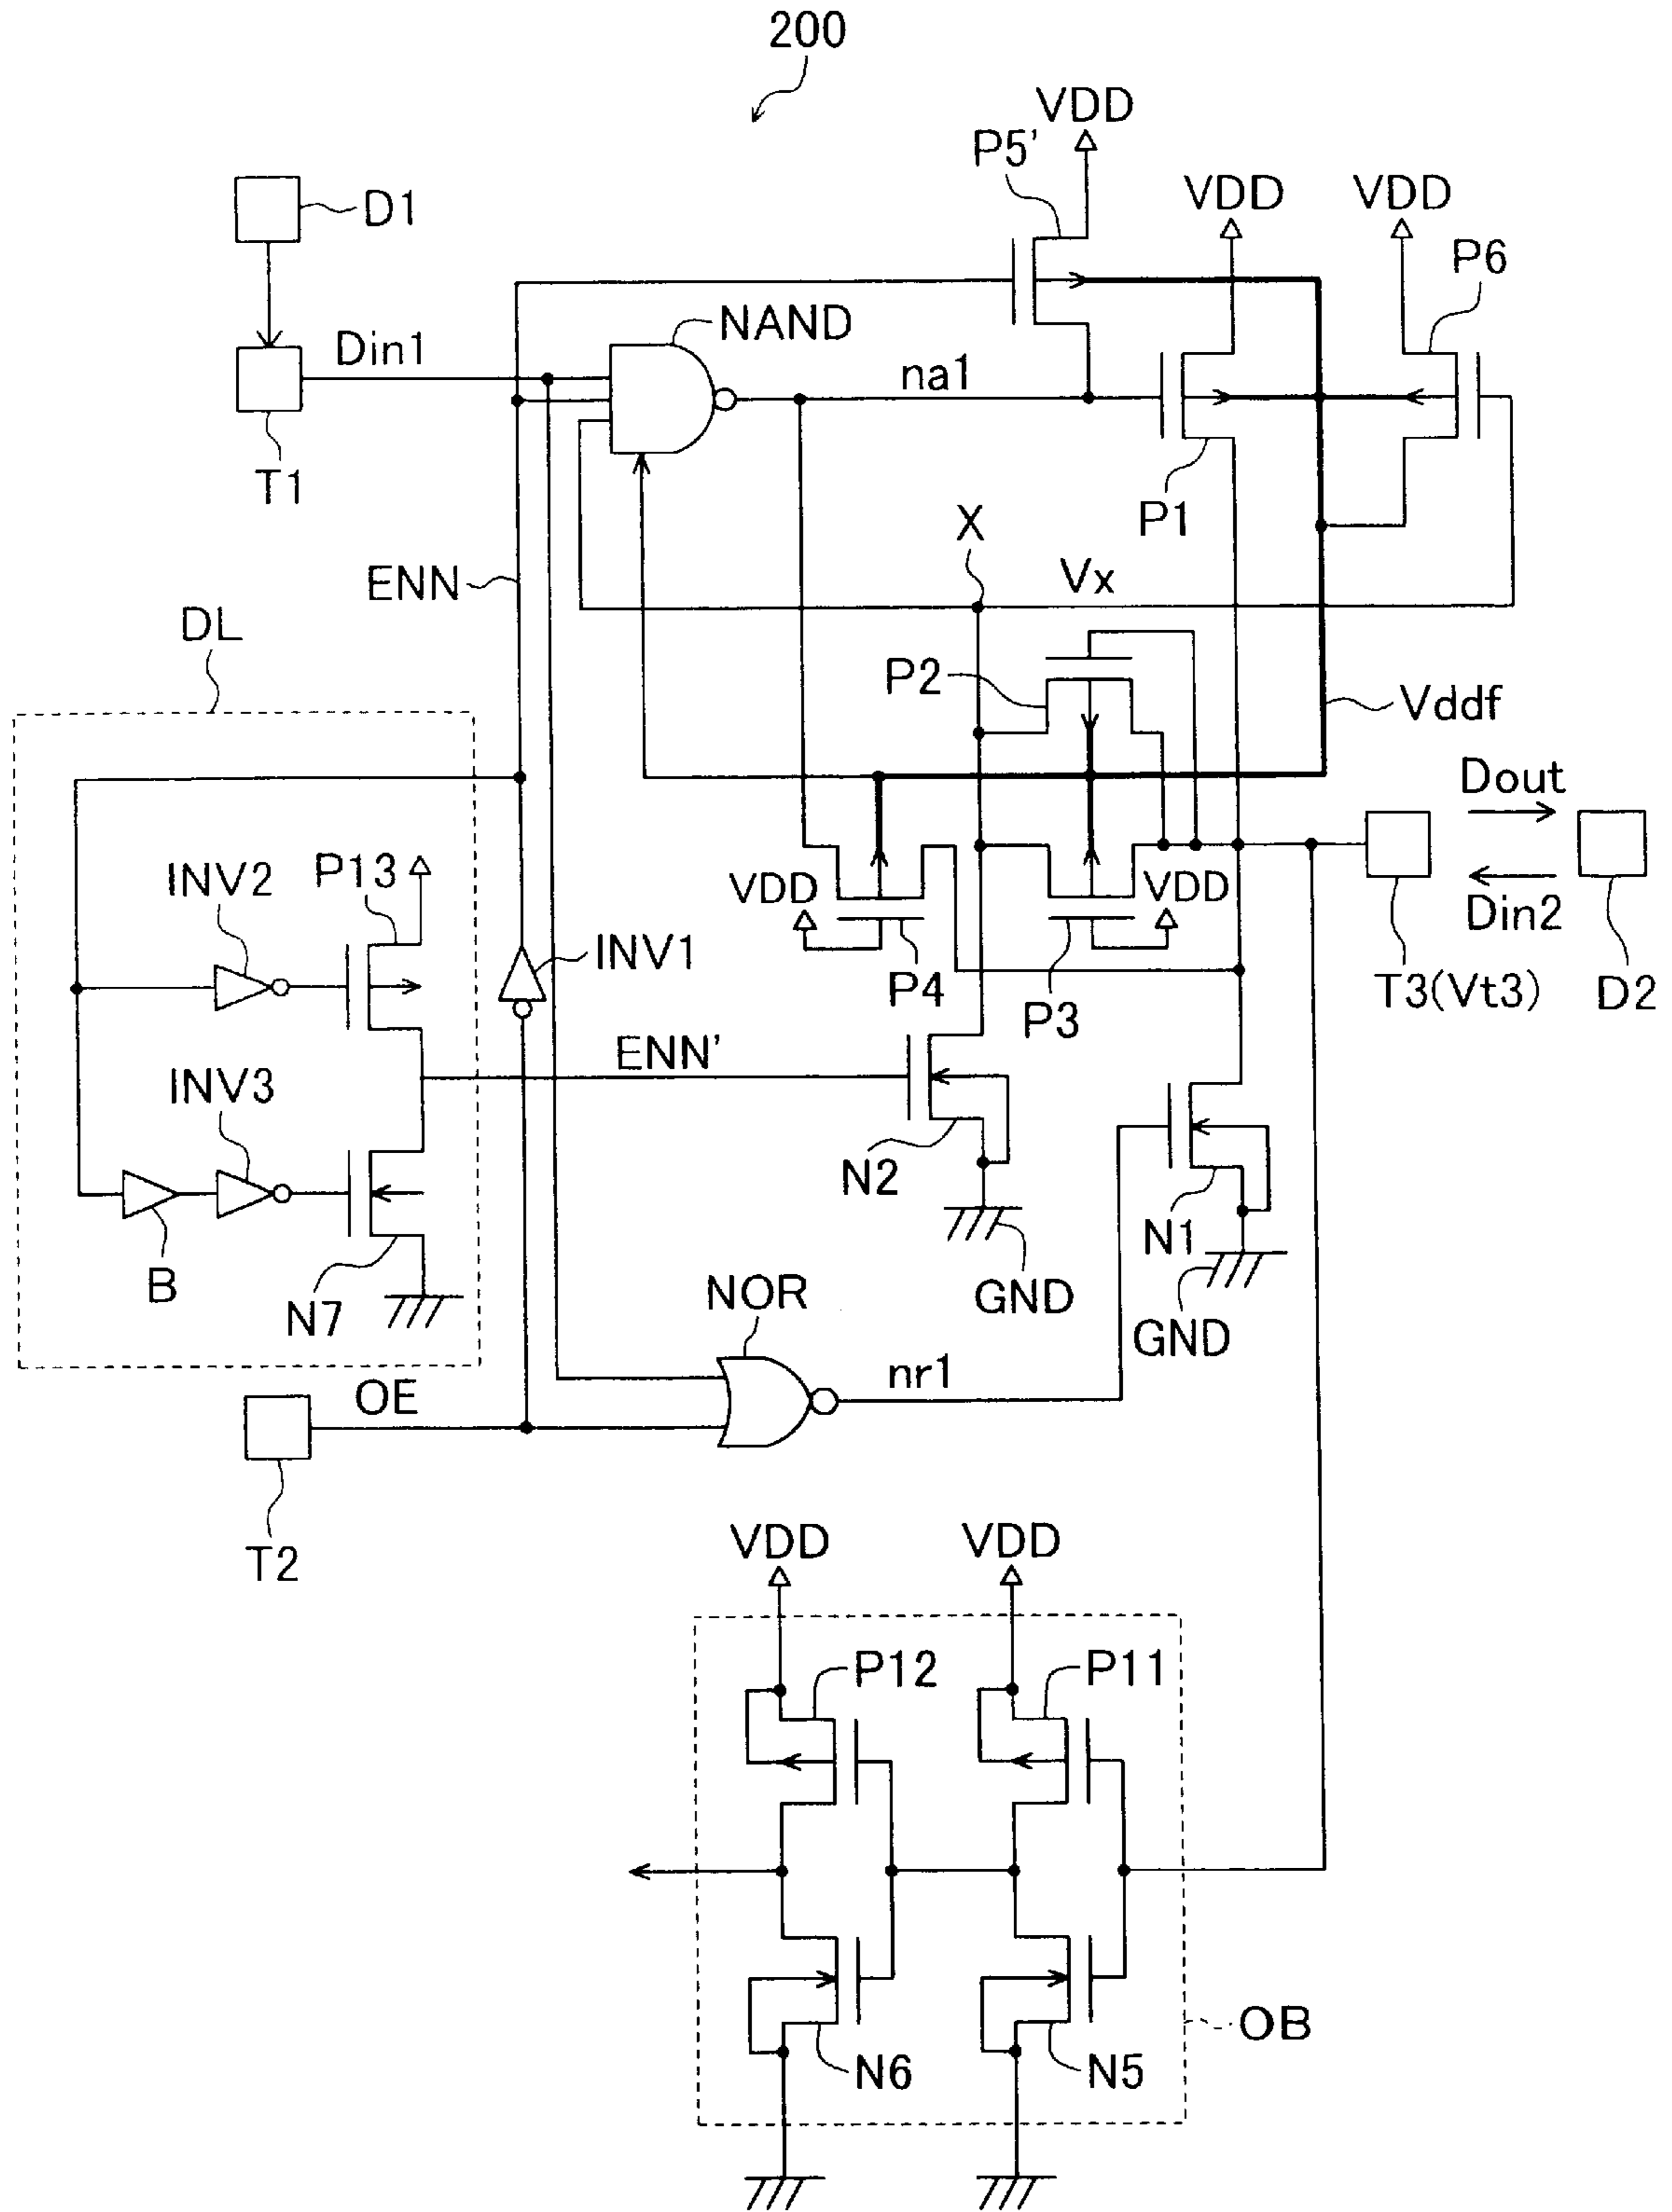 200
VDD
P5'
D1
VDD
VDD
P6
NAND
Din1
na1
T1
P1
X
Vx
ENN
DL
P2
Vddf
Dout
INV2
P13
VDD
VDD
Din2
INV1
P4
P3
T3(Vt3)
D2
ENN'
INV3
N2
N1
B
N7
GND
NOR
GND
nr1
OE
T2
VDD
VDD
P12
P11
OB
N6
N5